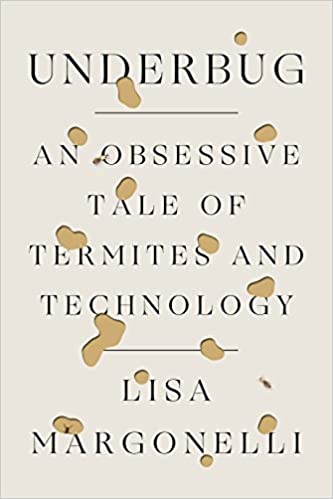 UNDERBUG
AN OBSESSIVE
TALE OF
TERMITES AND
TECHNOLOGY
LISA
MARGONELLI